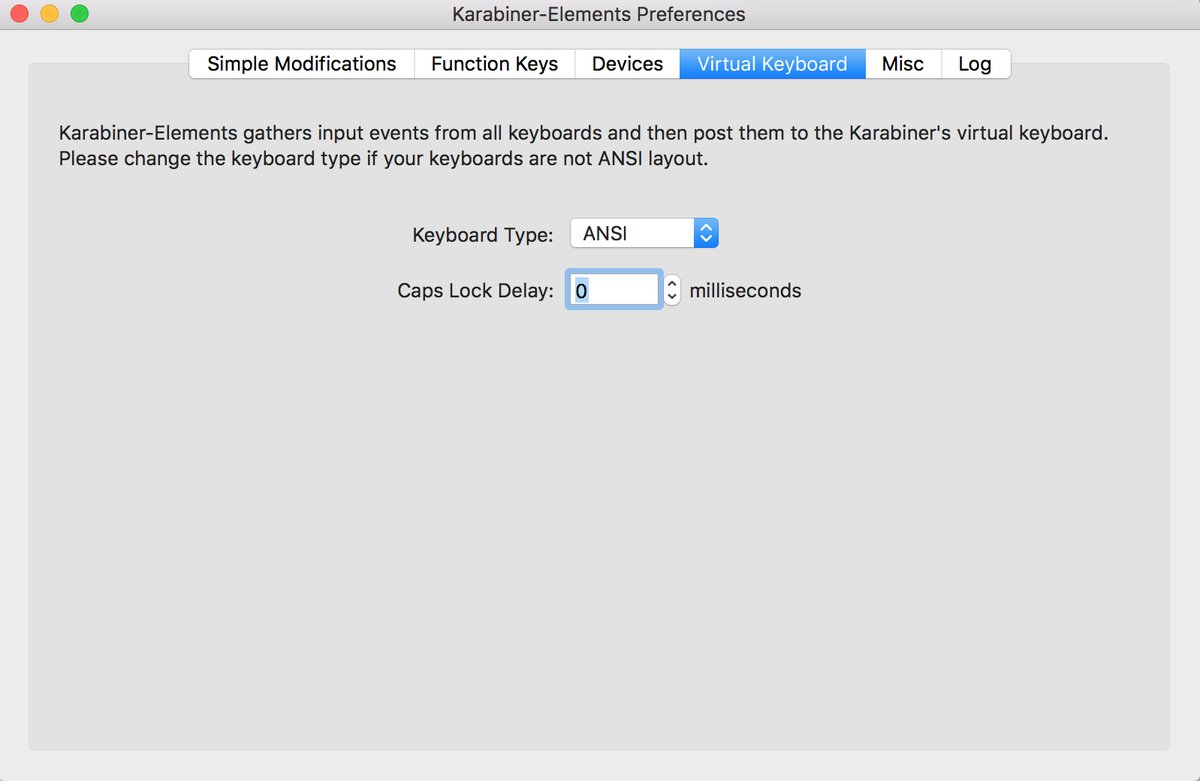 Karabiner-Elements Preferences
Simple Modifications Function Keys Devices Virtual Keyboard Misc Log
Karabiner-Elements gathers input events from all keyboards and then post them to the Karabiner's virtual keyboard.
Please change the keyboard type if your keyboards are not ANSI layout.
Keyboard Type: ANSI
Caps Lock Delay: 0 milliseconds